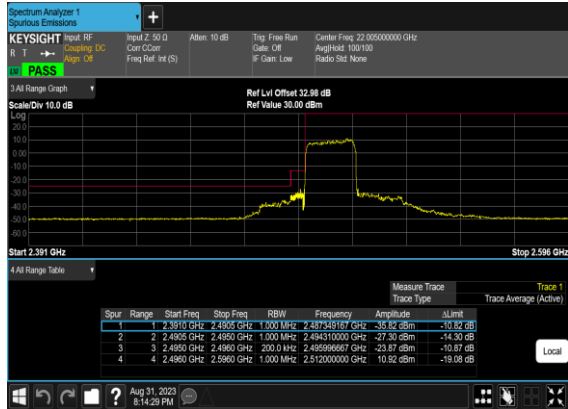 Spectrum Analyzer 1
Spurious Emissions
+
KEYSIGHT Input: RF Input Z: 50 Ω Atten: 10 dB Trig: Free Run Center Freq: 22.005000000 GHz
R T Coupling: DC Corr CCorr Gate: Off Avg|Hold: 100/100
Align: Off Freq Ref: Int (S) IF Gain: Low Radio Std: None
PASS
3 All Range Graph
Ref Lvl Offset 32.98 dB
Scale/Div 10.0 dB Ref Value 30.00 dBm
Log
20.0
10.0
0.00
-10.0
-20.0
-30.0
-40.0
-50.0
-60.0
Start 2.391 GHz Stop 2.596 GHz
4 All Range Table
Measure Trace Trace 1
Trace Type Trace Average (Active)
Spur Range Start Freq Stop Freq RBW Frequency Amplitude ΔLimit
1 1 2.3910 GHz 2.4905 GHz 1.000 MHz 2.487349167 GHz -35.82 dBm -10.82 dB
2 2 2.4905 GHz 2.4950 GHz 1.000 MHz 2.494310000 GHz -27.30 dBm -14.30 dB
3 3 2.4950 GHz 2.4960 GHz 200.0 kHz 2.495996667 GHz -23.87 dBm -10.87 dB
4 4 2.4960 GHz 2.5960 GHz 1.000 MHz 2.512000000 GHz 10.92 dBm -19.08 dB
Local
? Aug 31, 2023
8:14:29 PM